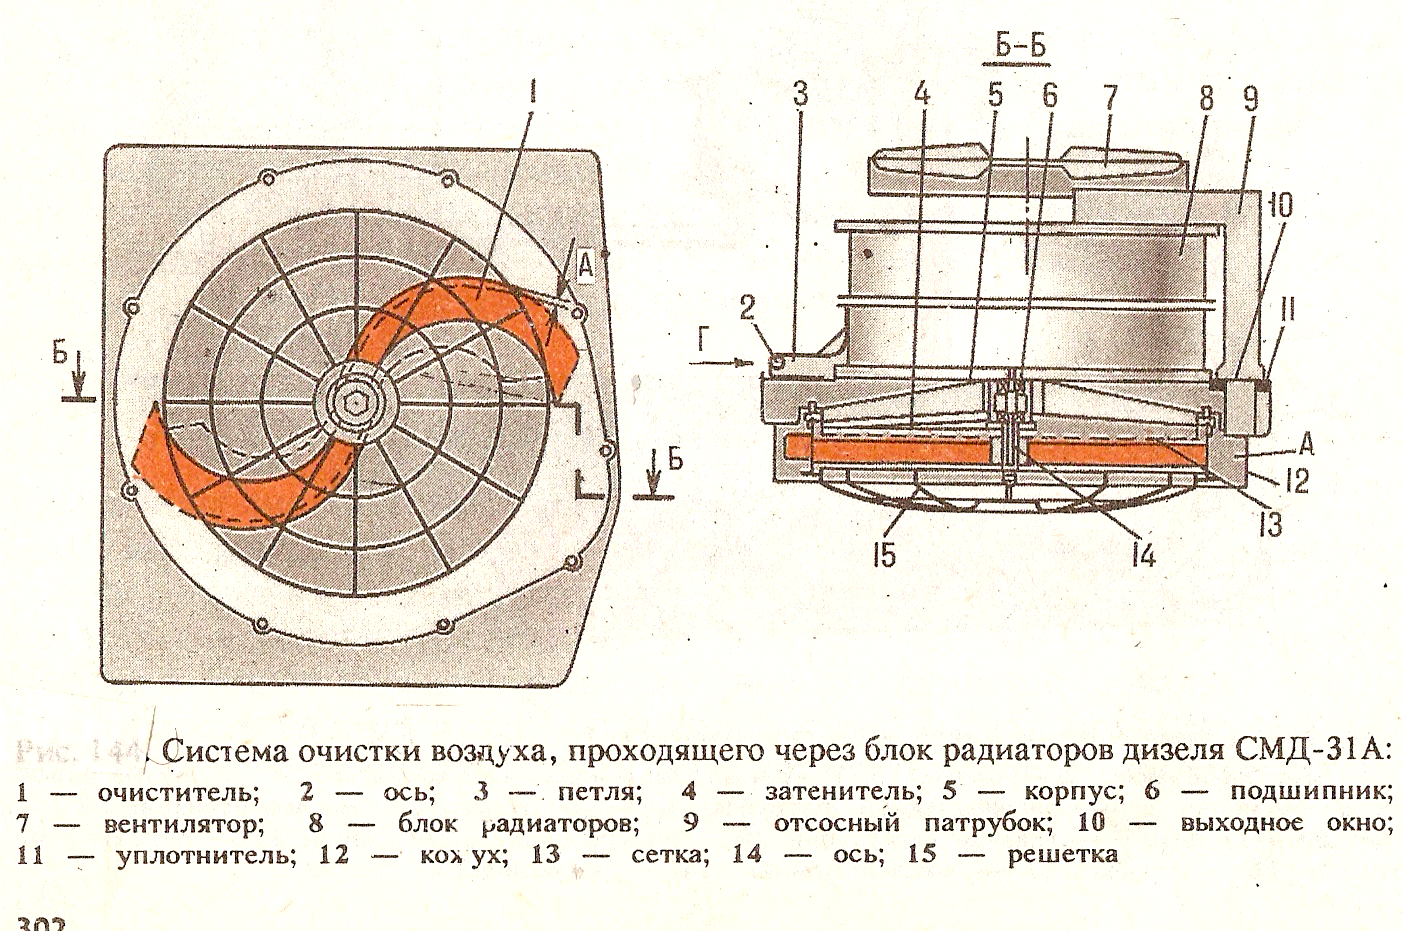 Б-Б
1
3
4
5
6
7
8
9
10
А
2
11
Г
Б
Б
А
12
13
15
14
Рис. 144. Система очистки воздуха, проходящего через блок радиаторов дизеля СМД-31А:
1 — очиститель; 2 — ось; 3 — петля; 4 — затенитель; 5 — корпус; 6 — подшипник;
7 — вентилятор; 8 — блок радиаторов; 9 — отсосный патрубок; 10 — выходное окно;
11 — уплотнитель; 12 — кожух; 13 — сетка; 14 — ось; 15 — решетка
302